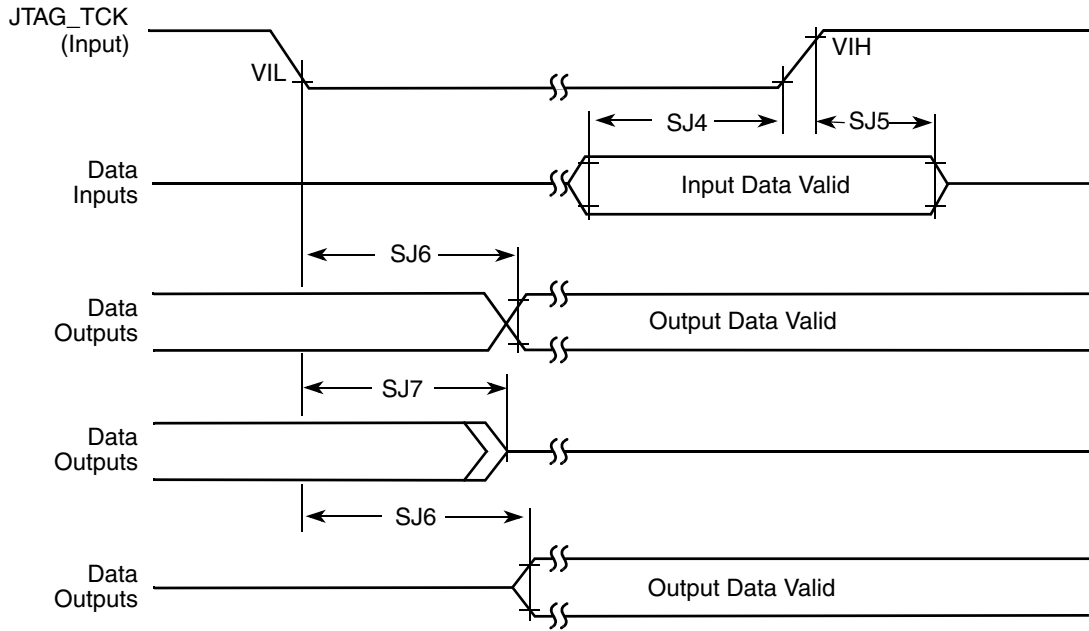 JTAG_TCK
(Input)
VIL
VIH
SJ4
SJ5
Data
Inputs
Input Data Valid
SJ6
Data
Outputs
Output Data Valid
SJ7
Data
Outputs
SJ6
Data
Outputs
Output Data Valid